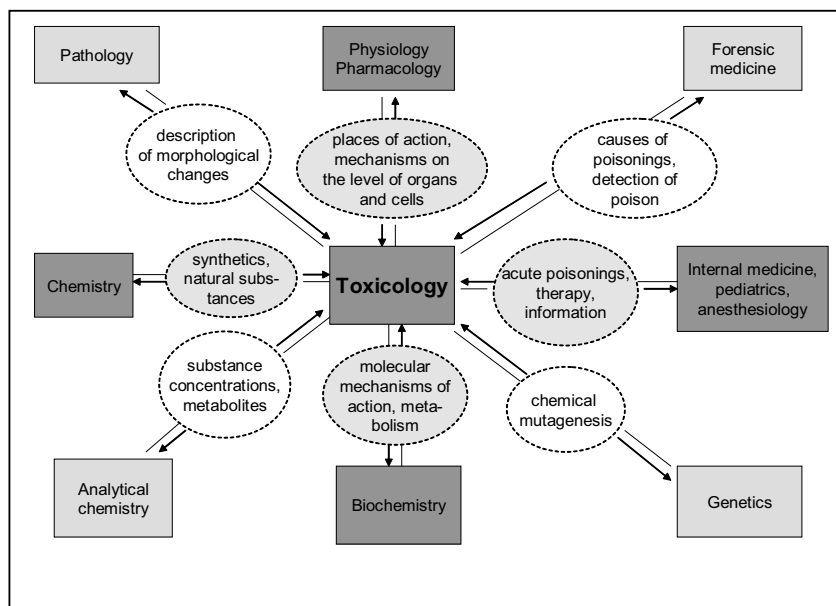 Pathology
Physiology
Pharmacology
Forensic
medicine
description
of morphological
changes
places of action,
mechanisms on
the level of organs
and cells
causes of
poisonings,
detection of
poison
Chemistry
synthetics,
natural sub-
stances
Toxicology
acute poisonings,
therapy,
information
Internal medicine,
pediatrics,
anesthesiology
substance
concentrations,
metabolites
molecular
mechanisms of
action, meta-
bolism
chemical
mutagenesis
Analytical
chemistry
Biochemistry
Genetics